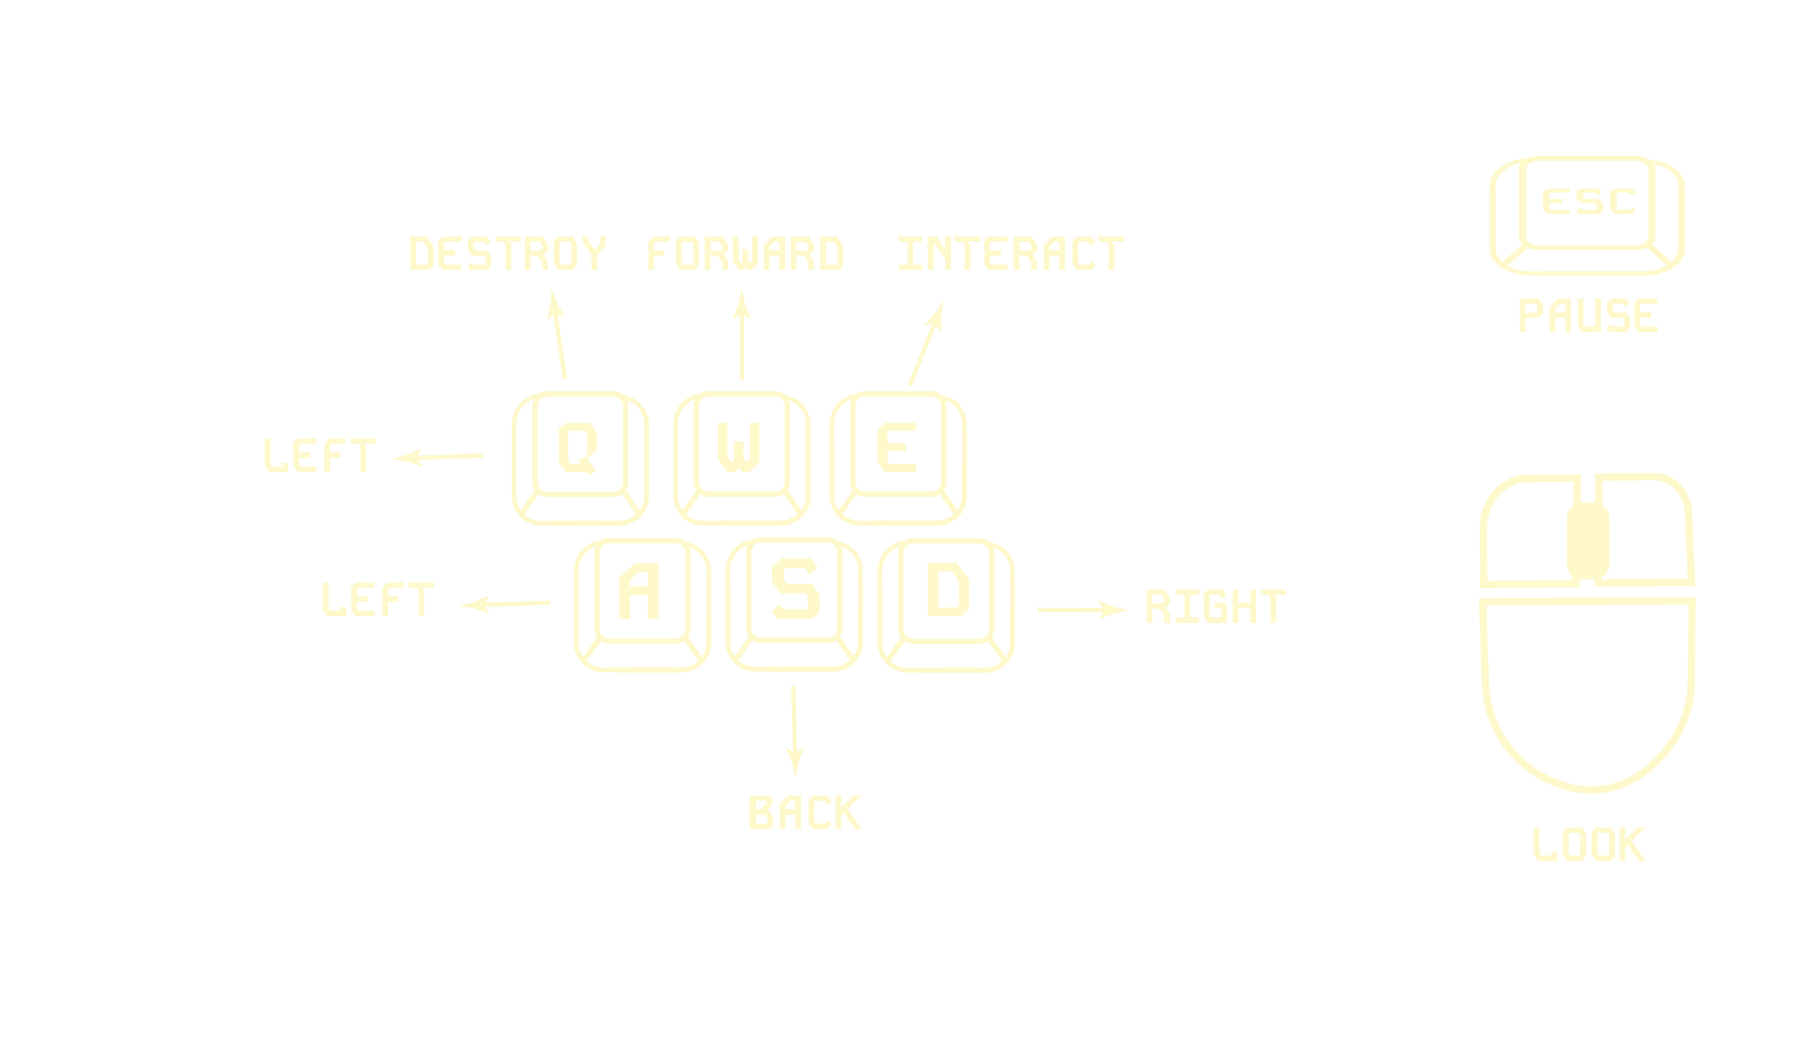 ESC
PAUSE
DESTROY FORWARD INTERACT
LEFT
Q W E
LEFT
A S D
RIGHT
BACK
LOOK